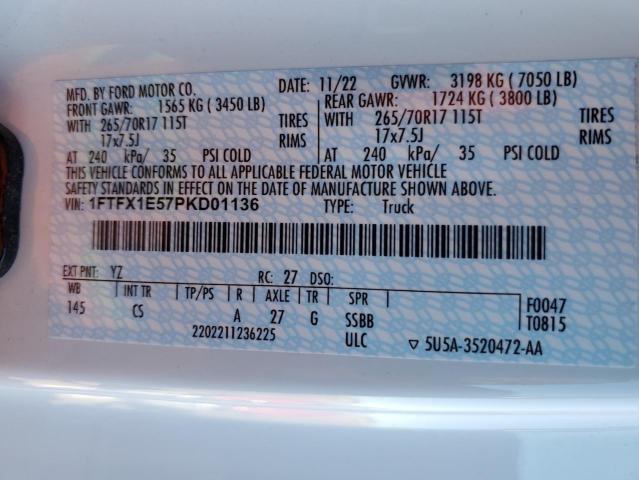 MFD. BY FORD MOTOR CO. DATE: 11/22 GVWR: 3198 KG ( 7050 LB)
FRONT GAWR: 1565 KG ( 3450 LB) REAR GAWR: 1724 KG ( 3800 LB)
WITH 265/70R17 115T TIRES WITH 265/70R17 115T TIRES
17x7.5J RIMS 17x7.5J RIMS
AT 240 kPa/ 35 PSI COLD AT 240 kPa/ 35 PSI COLD
THIS VEHICLE CONFORMS TO ALL APPLICABLE FEDERAL MOTOR VEHICLE
SAFETY STANDARDS IN EFFECT ON THE DATE OF MANUFACTURE SHOWN ABOVE.
VIN: 1FTFX1E57PKD01136 TYPE: Truck
EXT PNT: YZ RC: 27 DSO:
WB INT TR TP/PS R AXLE TR SPR F0047
145 CS A 27 G SSBB T0815
2202211236225 ULC ▽ 5U5A-3520472-AA